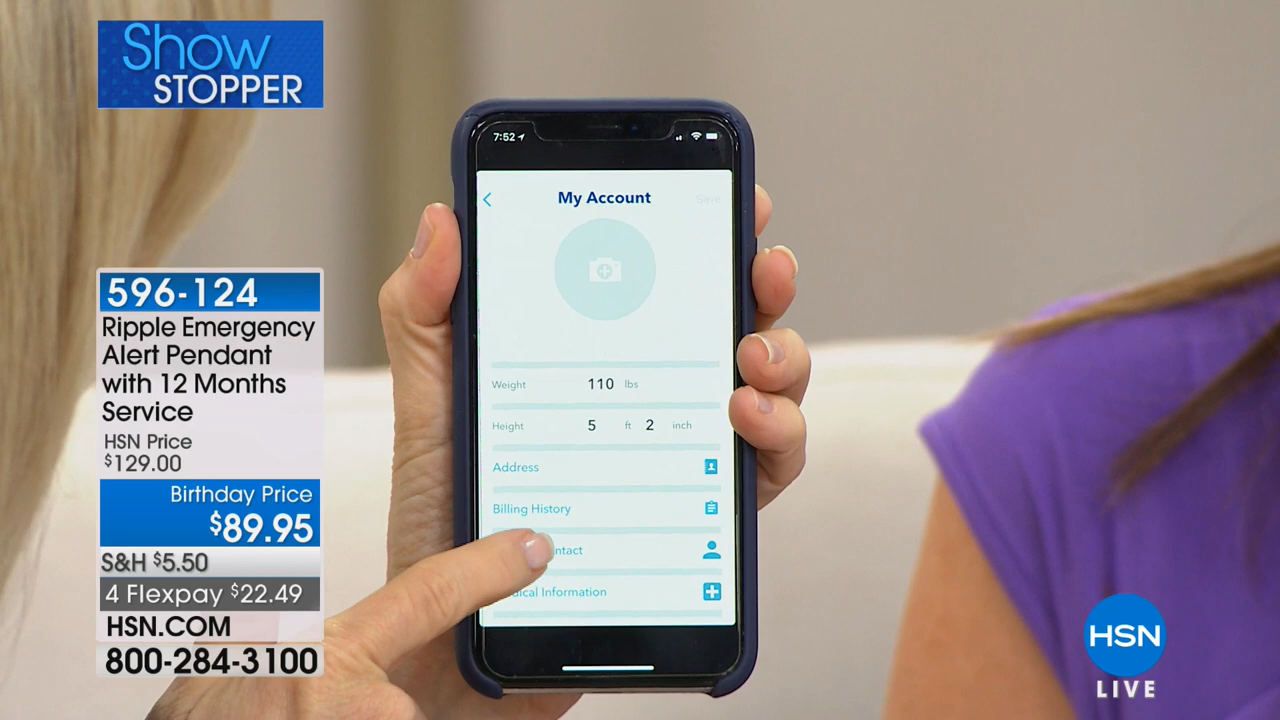 Show
STOPPER
596-124
Ripple Emergency
Alert Pendant
with 12 Months
Service
HSN Price
$129.00
Birthday Price
$89.95
S&H $5.50
4 Flexpay $22.49
HSN.COM
800-284-3100
7:52
My Account
Save
Weight 110 lbs
Height 5 ft 2 inch
Address
Billing History
Information
HSN
LIVE